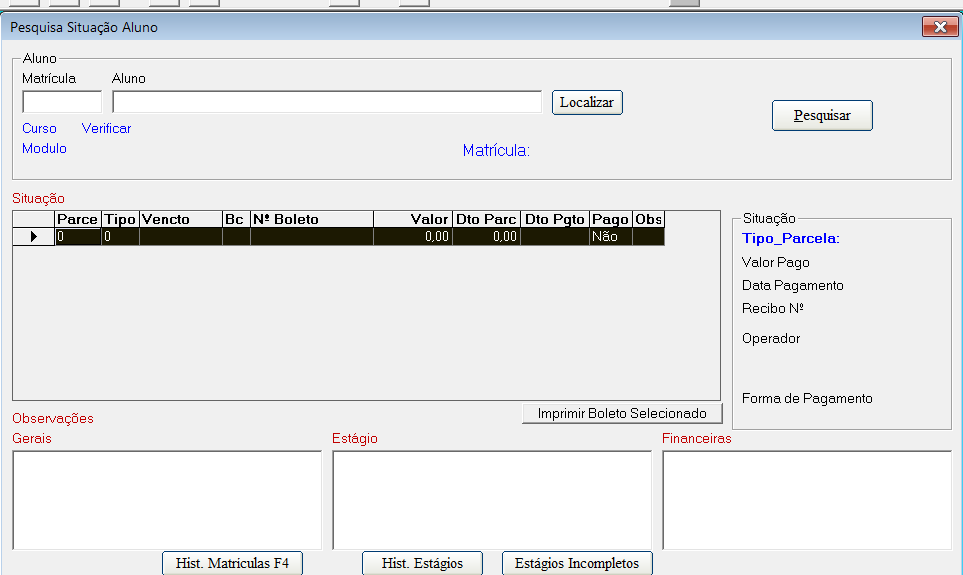 Pesquisa Situação Aluno
Aluno
Matrícula Aluno
Localizar
Pesquisar
Curso Verificar
Modulo
Matrícula:
Situação
Parce Tipo Vencto Bc Nº Boleto Valor Dto Parc Dto Pgto Pago Obs
0 0 0,00 0,00 Não
Situação
Tipo_Parcela:
Valor Pago
Data Pagamento
Recibo Nº
Operador
Forma de Pagamento
Imprimir Boleto Selecionado
Observações
Gerais Estágio Financeiras
Hist. Matriculas F4 Hist. Estágios Estágios Incompletos